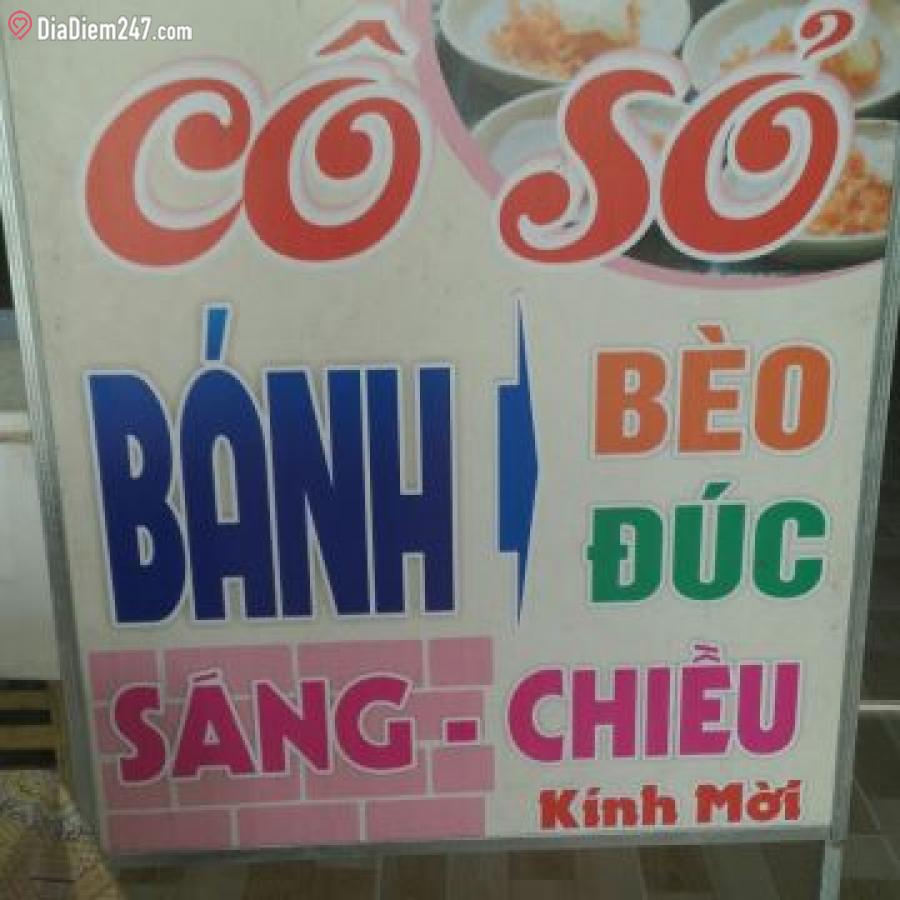 DiaDiem247.com
CÔ SỞ
BÁNH
BÈO
ĐÚC
SÁNG - CHIỀU
Kính Mời